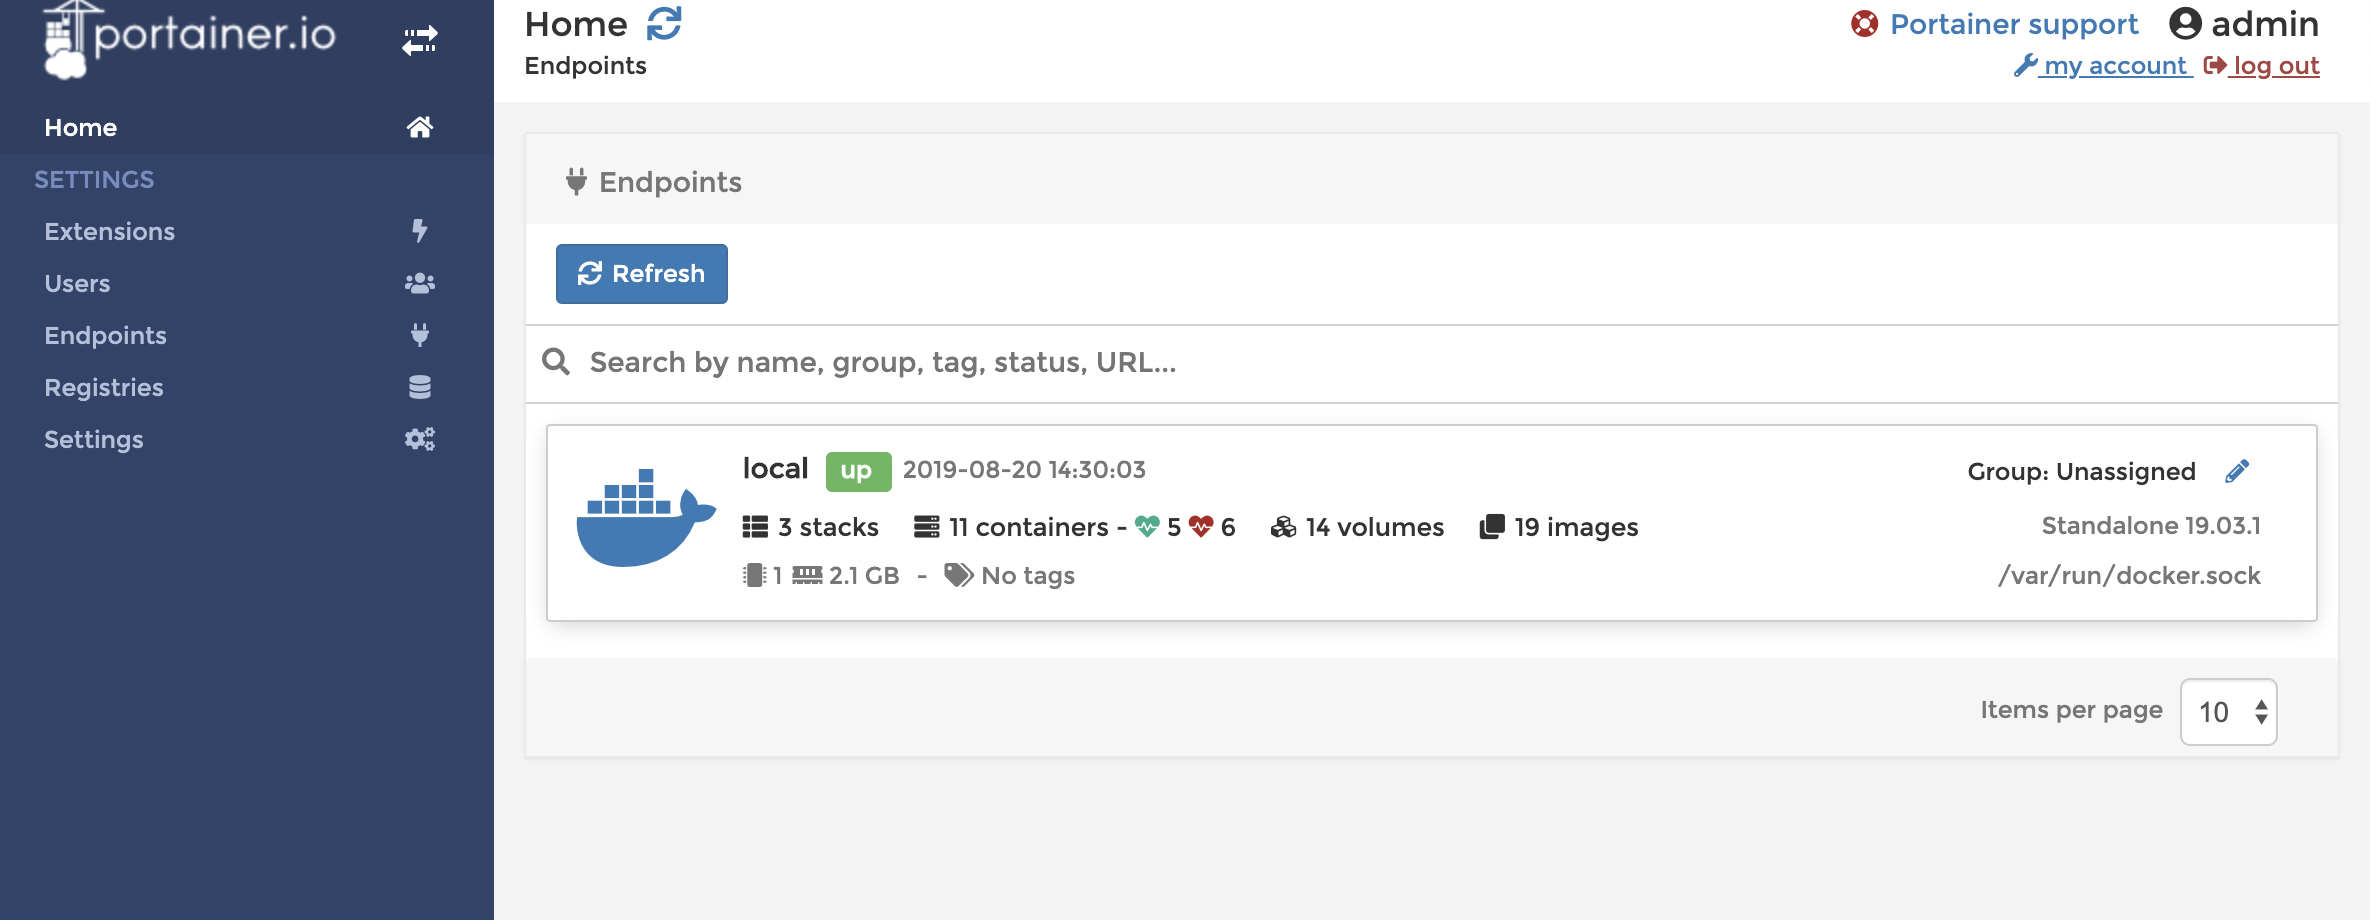 portainer.io
Home
SETTINGS
Extensions
Users
Endpoints
Registries
Settings
Home
Endpoints
Portainer support
admin
my account
log out
Endpoints
Refresh
Search by name, group, tag, status, URL...
local up 2019-08-20 14:30:03
Group: Unassigned
3 stacks 11 containers - 5 6 14 volumes 19 images
Standalone 19.03.1
1 2.1 GB - No tags
/var/run/docker.sock
Items per page 10